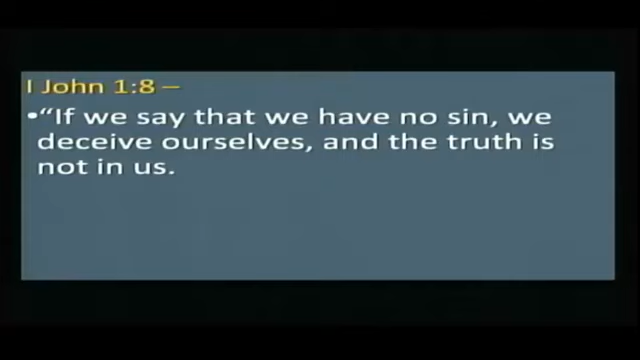 I John 1:8 –
•“If we say that we have no sin, we
deceive ourselves, and the truth is
not in us.